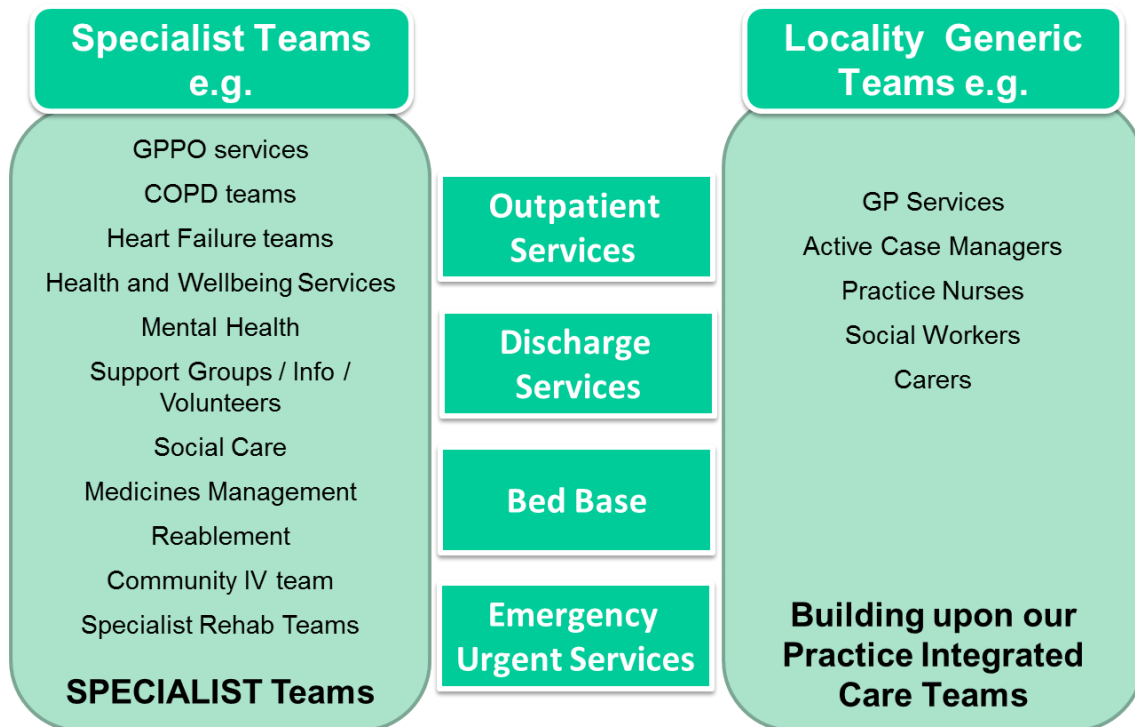 Specialist Teams
e.g.
GPPO services
COPD teams
Heart Failure teams
Health and Wellbeing Services
Mental Health
Support Groups / Info /
Volunteers
Social Care
Medicines Management
Reablement
Community IV team
Specialist Rehab Teams
SPECIALIST Teams
Outpatient
Services
Discharge
Services
Bed Base
Emergency
Urgent Services
Locality Generic
Teams e.g.
GP Services
Active Case Managers
Practice Nurses
Social Workers
Carers
Building upon our
Practice Integrated
Care Teams